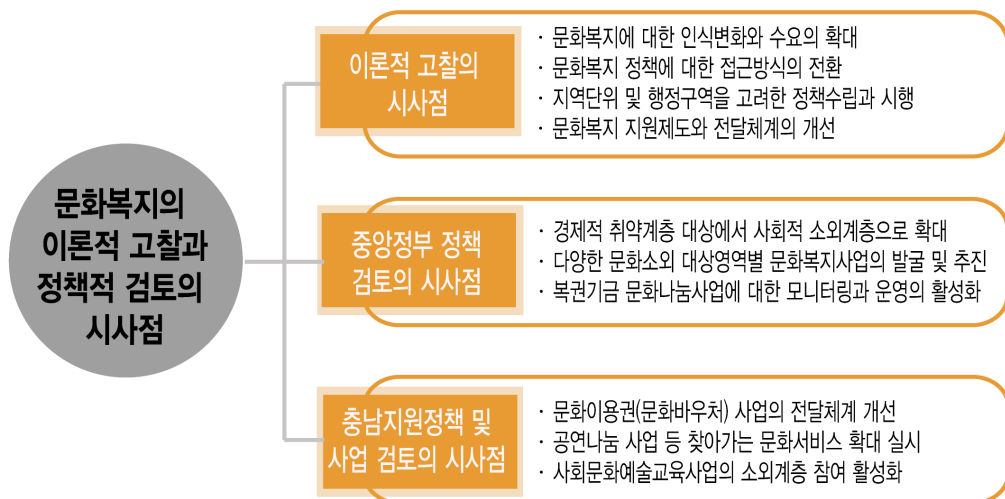 문화복지의
이론적 고찰과
정책적 검토의
시사점
이론적 고찰의
시사점
· 문화복지에 대한 인식변화와 수요의 확대
· 문화복지 정책에 대한 접근방식의 전환
· 지역단위 및 행정구역을 고려한 정책수립과 시행
· 문화복지 지원제도와 전달체계의 개선
중앙정부 정책
검토의 시사점
· 경제적 취약계층 대상에서 사회적 소외계층으로 확대
· 다양한 문화소외 대상영역별 문화복지사업의 발굴 및 추진
· 복권기금 문화나눔사업에 대한 모니터링과 운영의 활성화
충남지원정책 및
사업 검토의 시사점
· 문화이용권(문화바우처) 사업의 전달체계 개선
· 공연나눔 사업 등 찾아가는 문화서비스 확대 실시
· 사회문화예술교육사업의 소외계층 참여 활성화